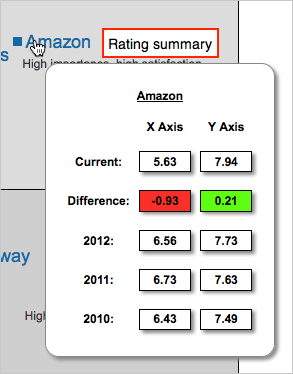 Amazon
Rating summary
s
High importance, high satisfaction
Amazon
X Axis Y Axis
Current: 5.63 7.94
Difference: -0.93 0.21
2012: 6.56 7.73
way
2011: 6.73 7.63
High
2010: 6.43 7.49